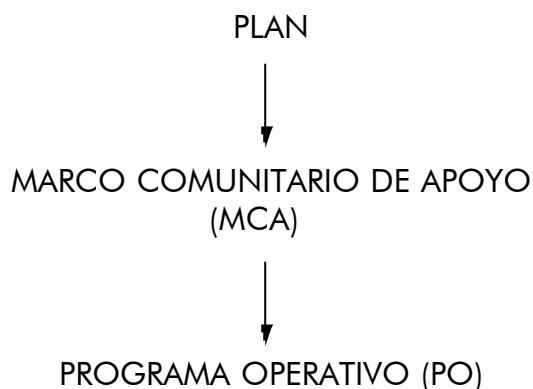 PLAN
MARCO COMUNITARIO DE APOYO
(MCA)
PROGRAMA OPERATIVO (PO)